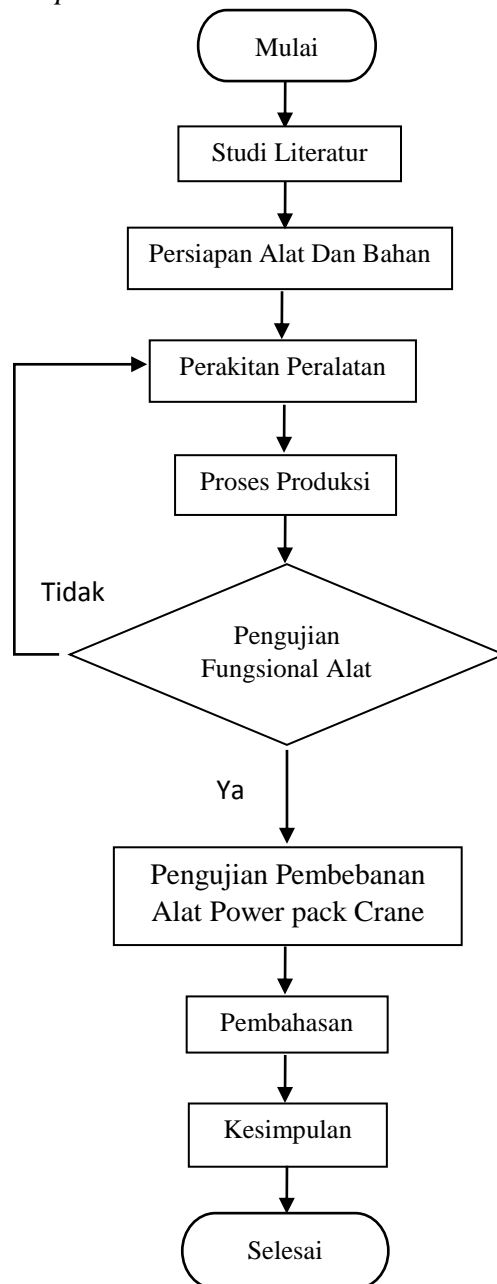 Mulai
Studi Literatur
Persiapan Alat Dan Bahan
Perakitan Peralatan
Proses Produksi
Tidak
Pengujian
Fungsional Alat
Ya
Pengujian Pembebanan
Alat Power pack Crane
Pembahasan
Kesimpulan
Selesai